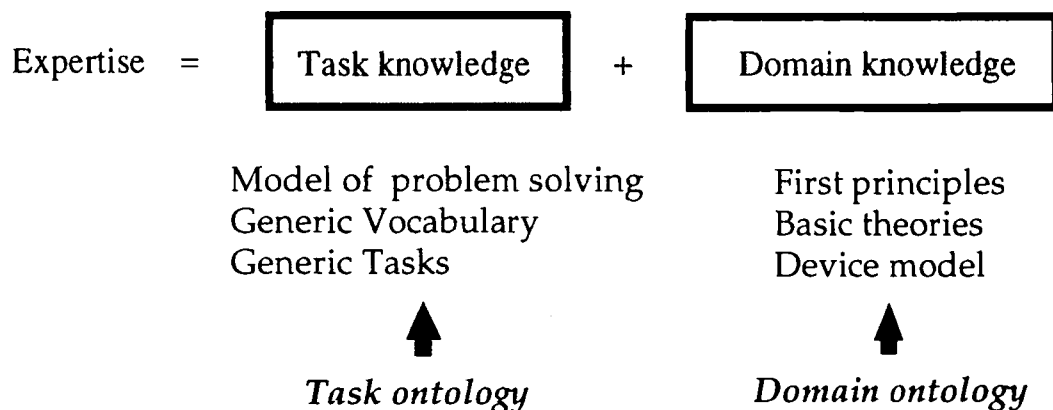 Expertise = Task knowledge + Domain knowledge
Model of problem solving First principles
Generic Vocabulary Basic theories
Generic Tasks Device model
Task ontology Domain ontology